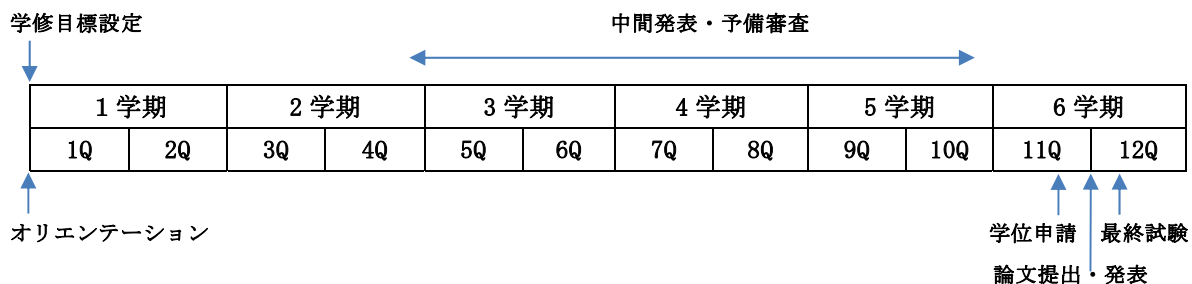 学修目標設定 中間発表・予備審査
1学期 2学期 3学期 4学期 5学期 6学期
1Q 2Q 3Q 4Q 5Q 6Q 7Q 8Q 9Q 10Q 11Q 12Q
オリエンテーション 学位申請 最終試験
論文提出・発表